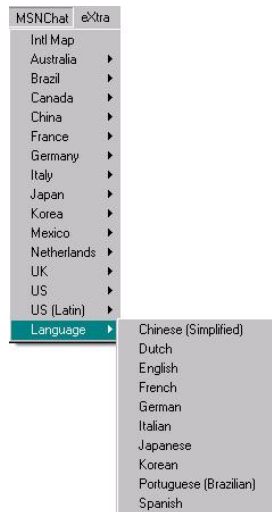 MSNChat eXtra
Intl Map
Australia
Brazil
Canada
China
France
Germany
Italy
Japan
Korea
Mexico
Netherlands
UK
US
US (Latin)
Language
Chinese (Simplified)
Dutch
English
French
German
Italian
Japanese
Korean
Portuguese (Brazilian)
Spanish